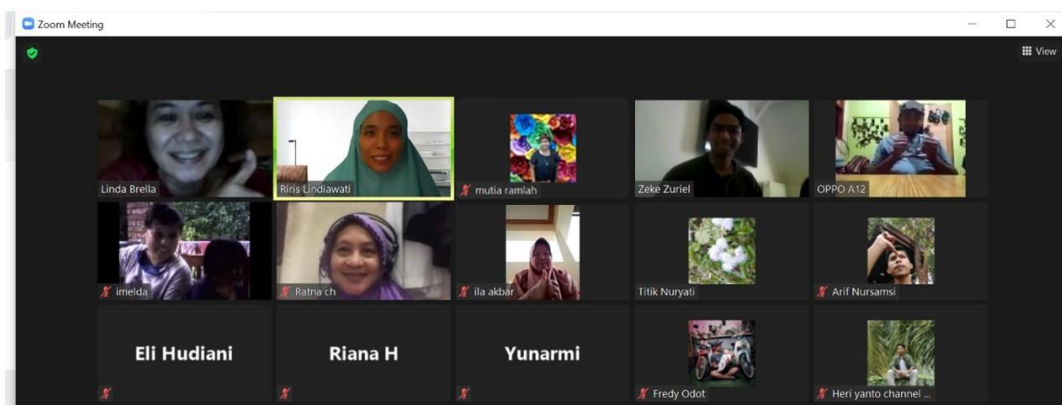 Zoom Meeting
View
Linda Brella
Riris Lindiawati
mutia ramlah
Zeke Zuriel
OPPO A12
imelda
Ratna ch
ila akbar
Titik Nuryati
Arif Nursamsi
Eli Hudiani
Riana H
Yunarmi
Fredy Odot
Heri yanto channel ...